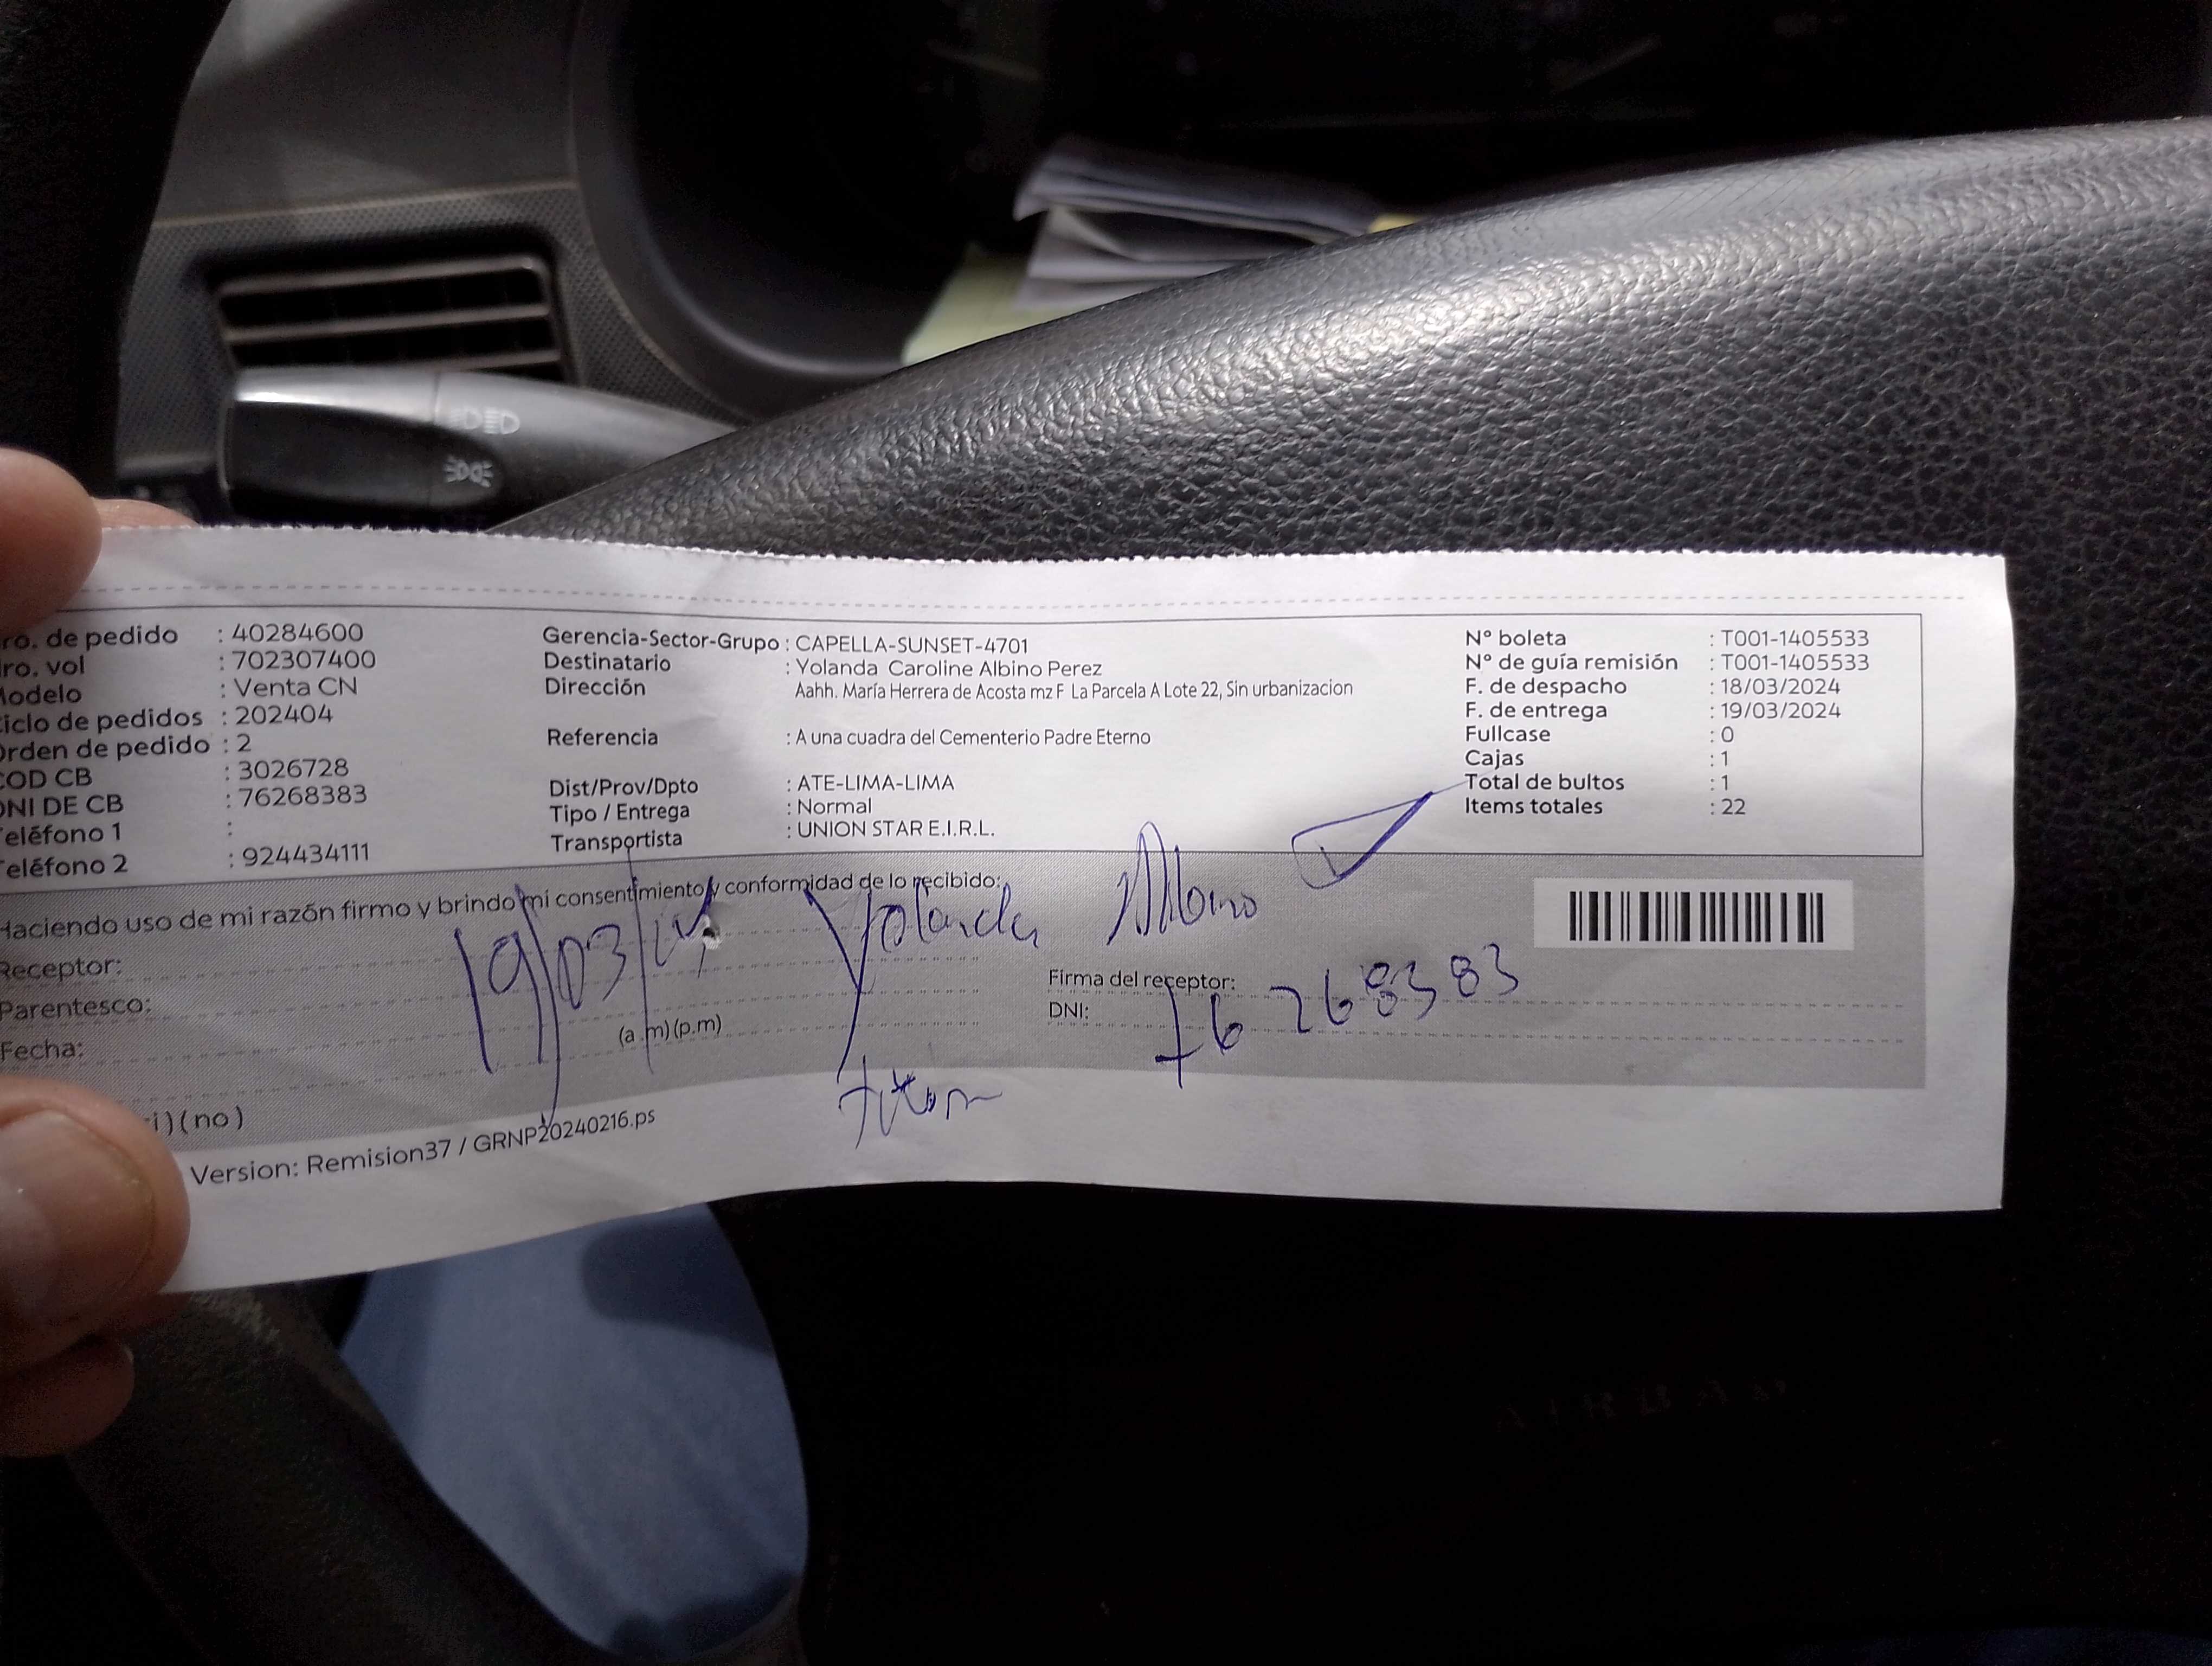 ro. de pedido : 40284600
ro. vol : 702307400
Modelo : Venta CN
iclo de pedidos : 202404
Orden de pedido : 2
COD CB : 3026728
DNI DE CB : 76268383
Teléfono 1 :
Teléfono 2 : 924434111
Gerencia-Sector-Grupo : CAPELLA-SUNSET-4701
Destinatario : Yolanda Caroline Albino Perez
Dirección Aahh. María Herrera de Acosta mz F La Parcela A Lote 22, Sin urbanizacion
Referencia : A una cuadra del Cementerio Padre Eterno
Dist/Prov/Dpto : ATE-LIMA-LIMA
Tipo / Entrega : Normal
Transportista : UNION STAR E.I.R.L.
N° boleta : T001-1405533
N° de guía remisión : T001-1405533
F. de despacho : 18/03/2024
F. de entrega : 19/03/2024
Fullcase : 0
Cajas : 1
Total de bultos : 1
Items totales : 22
Haciendo uso de mi razón firmo y brindo mi consentimiento y conformidad de lo recibido:
Yolanda Albino
Receptor:
Parentesco:
19/03/
Fecha: (a.m)(p.m)
Firma del receptor:
DNI: 76268383
i)(no)
Version: Remision37 / GRNP20240216.ps